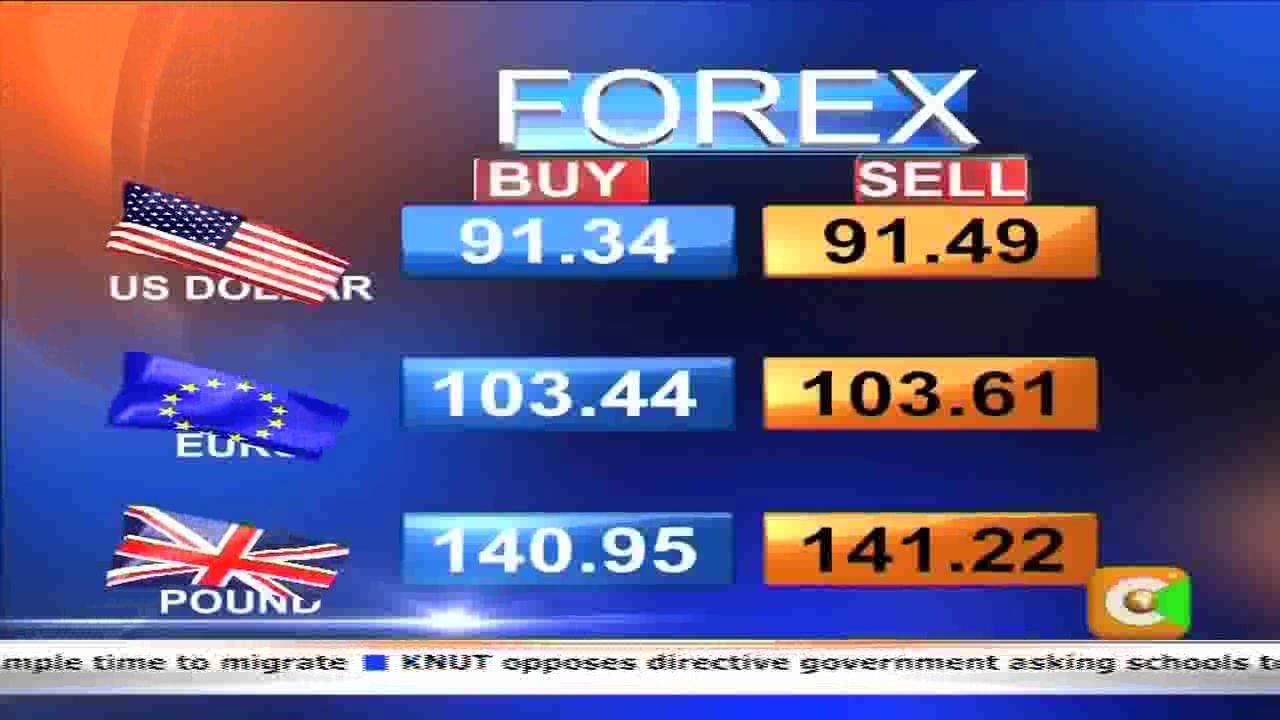 FOREX
BUY SELL
91.34 91.49
US DOLLAR
103.44 103.61
EURO
140.95 141.22
POUND
time to migrate ■ KNUT opposes directive government asking schools